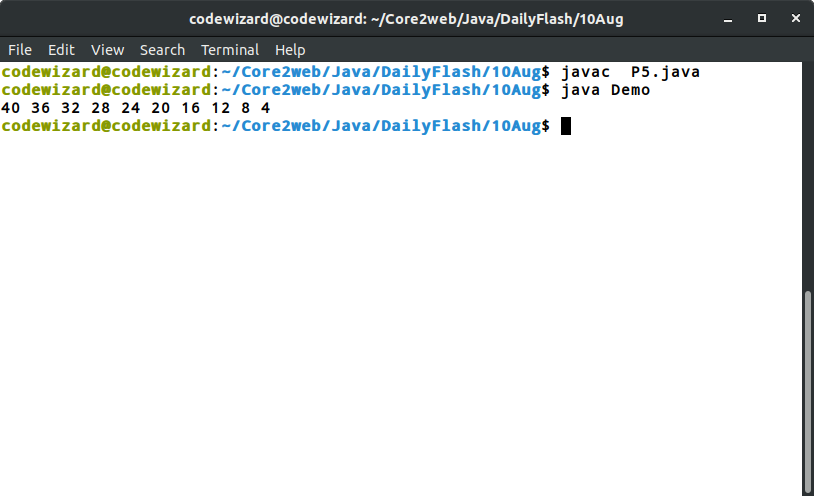 codewizard@codewizard: ~/Core2web/Java/DailyFlash/10Aug
File Edit View Search Terminal Help
codewizard@codewizard:~/Core2web/Java/DailyFlash/10Aug$ javac  P5.java
codewizard@codewizard:~/Core2web/Java/DailyFlash/10Aug$ java Demo
40 36 32 28 24 20 16 12 8 4
codewizard@codewizard:~/Core2web/Java/DailyFlash/10Aug$